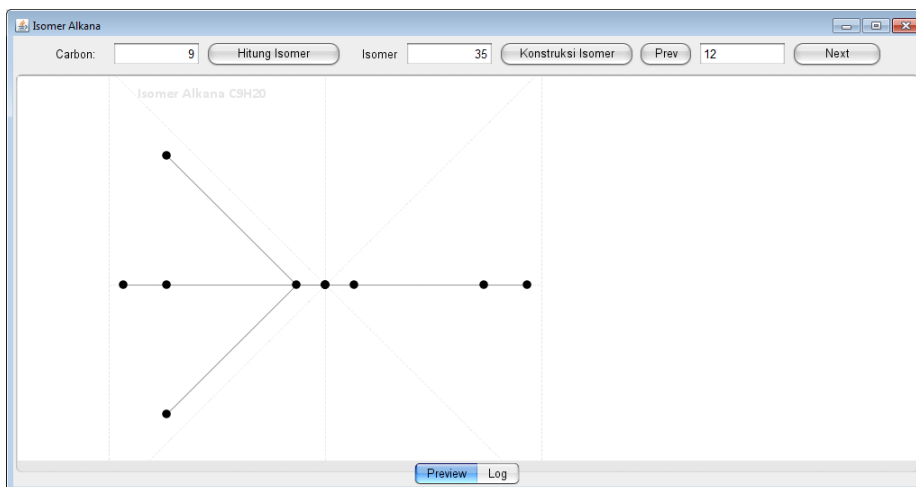 Isomer Alkana
Carbon: 9 Hitung Isomer Isomer 35 Konstruksi Isomer Prev 12 Next
Isomer Alkana C9H20
Preview Log